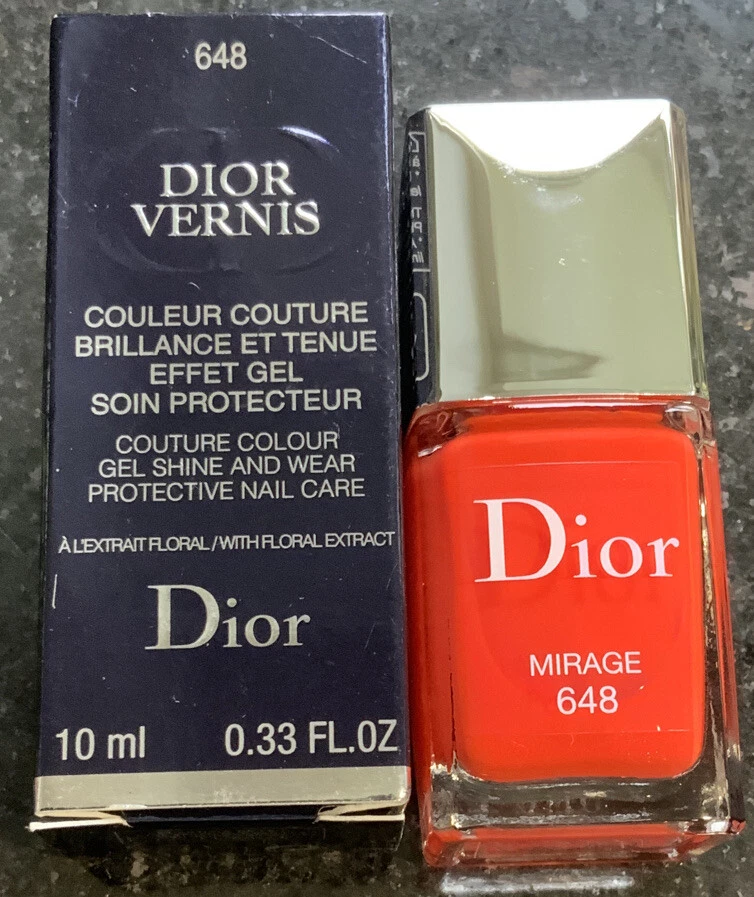 648
DIOR
VERNIS
COULEUR COUTURE
BRILLANCE ET TENUE
EFFET GEL
SOIN PROTECTEUR
COUTURE COLOUR
GEL SHINE AND WEAR
PROTECTIVE NAIL CARE
À L'EXTRAIT FLORAL / WITH FLORAL EXTRACT
Dior
10 ml 0.33 FL.OZ
Dior
MIRAGE
648